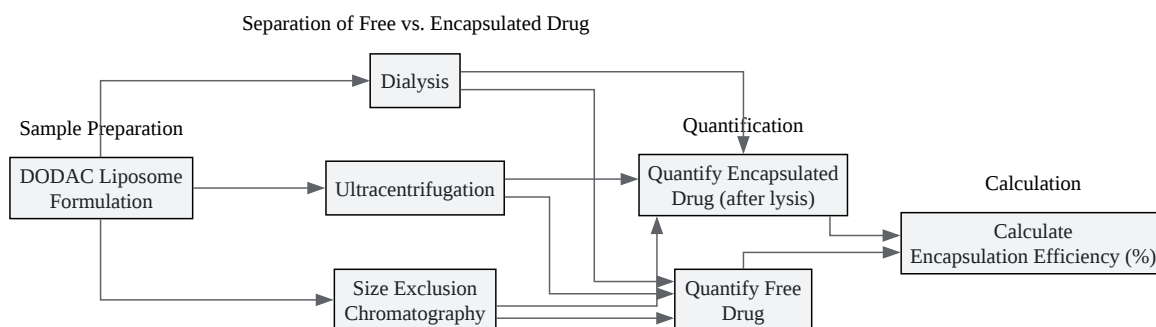 Separation of Free vs. Encapsulated Drug
Dialysis
Sample Preparation
DODAC Liposome
Formulation
Ultracentrifugation
Size Exclusion
Chromatography
Quantification
Quantify Encapsulated
Drug (after lysis)
Quantify Free
Drug
Calculation
Calculate
Encapsulation Efficiency (%)